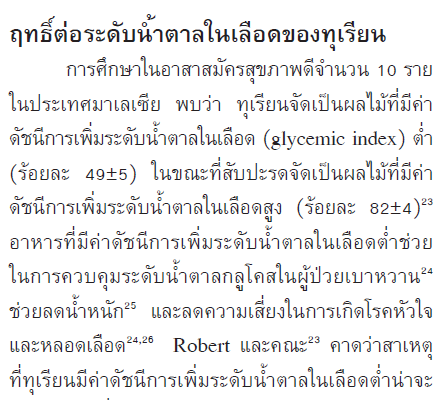 ฤทธิ์ต่อระดับน้ำตาลในเลือดของทุเรียน
การศึกษาในอาสาสมัครสุขภาพดีจำนวน 10 ราย
ในประเทศมาเลเซีย พบว่า ทุเรียนจัดเป็นผลไม้ที่มีค่า
ดัชนีการเพิ่มระดับน้ำตาลในเลือด (glycemic index) ต่ำ
(ร้อยละ 49±5) ในขณะที่สับปะรดจัดเป็นผลไม้ที่มีค่า
ดัชนีการเพิ่มระดับน้ำตาลในเลือดสูง (ร้อยละ 82±4)²³
อาหารที่มีค่าดัชนีการเพิ่มระดับน้ำตาลในเลือดต่ำช่วย
ในการควบคุมระดับน้ำตาลกลูโคสในผู้ป่วยเบาหวาน²⁴
ช่วยลดน้ำหนัก²⁵ และลดความเสี่ยงในการเกิดโรคหัวใจ
และหลอดเลือด²⁴,²⁶ Robert และคณะ²³ คาดว่าสาเหตุ
ที่ทุเรียนมีค่าดัชนีการเพิ่มระดับน้ำตาลในเลือดต่ำน่าจะ